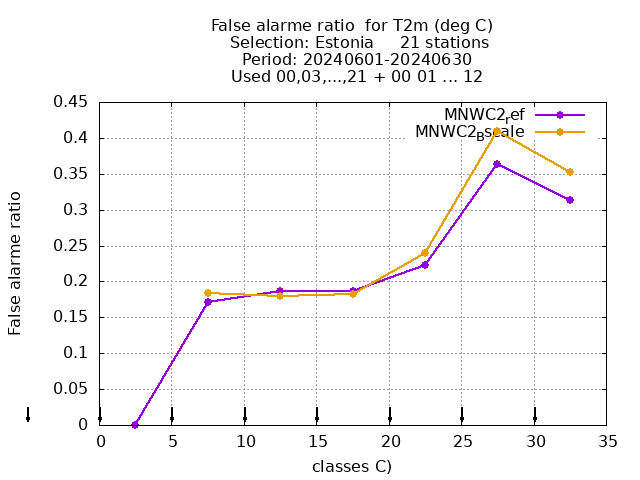 False alarme ratio  for T2m (deg C)
Selection: Estonia     21 stations
Period: 20240601-20240630
Used 00,03,...,21 + 00 01 ... 12
MNWC2ref
MNWC2Bscale
0.45
0.4
0.35
0.3
0.25
0.2
0.15
0.1
0.05
0
False alarme ratio
0 5 10 15 20 25 30 35
classes C)